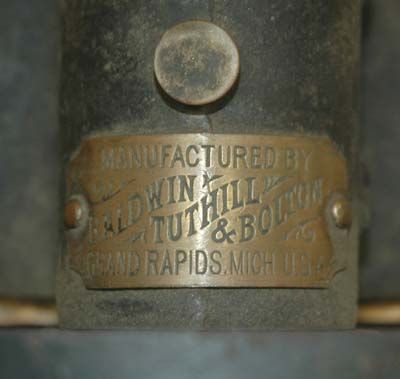 MANUFACTURED BY
BALDWIN
TUTHILL
& BOLTON
GRAND RAPIDS, MICH. U.S.A.